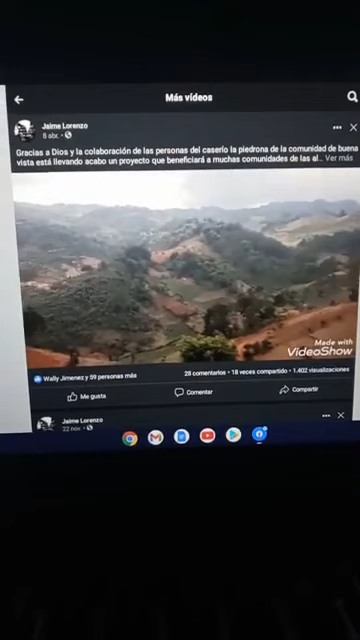 Más vídeos
Jaime Lorenzo
8 abr. ·
Gracias a Dios y la colaboración de las personas del caserío la piedrona de la comunidad de buena
vista está llevando acabo un proyecto que beneficiará a muchas comunidades de las al... Ver más
Made with
VideoShow
Wally Jimenez y 59 personas más
28 comentarios · 18 veces compartido · 1.402 visualizaciones
Me gusta
Comentar
Compartir
Jaime Lorenzo
22 nov. ·